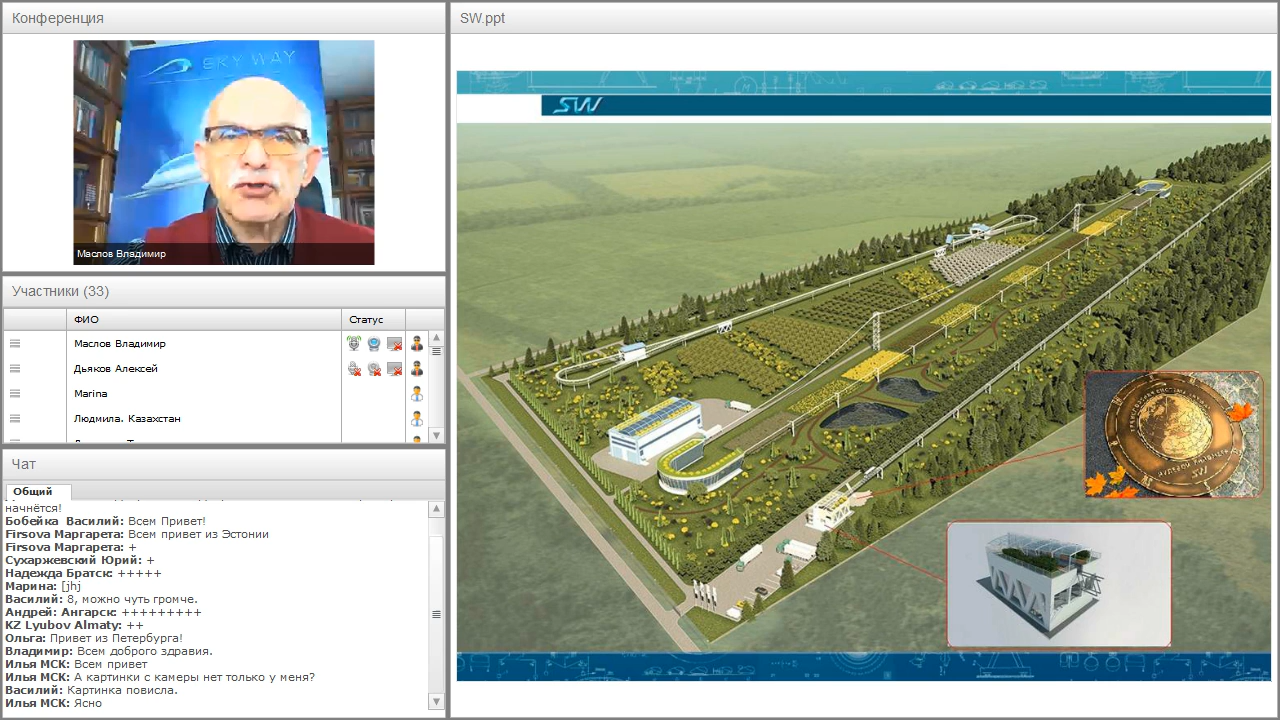 Конференция
SKY WAY
Маслов Владимир
Участники (33)
ФИО
Статус
Маслов Владимир
Дьяков Алексей
Marina
Людмила. Казахстан
Чат
Общий
начнётся!
Бобейка Василий: Всем Привет!
Firsova Маргарета: Всем привет из Эстонии
Firsova Маргарета: +
Сухаржевский Юрий: +
Надежда Братск: +++++
Марина: [jhj
Василий: 8, можно чуть громче.
Андрей: Ангарск: +++++++++
KZ Lyubov Almaty: ++
Ольга: Привет из Петербурга!
Владимир: Всем доброго здравия.
Илья МСК: Всем привет
Илья МСК: А картинки с камеры нет только у меня?
Василий: Картинка повисла.
Илья МСК: Ясно
SW.ppt
SW
SW